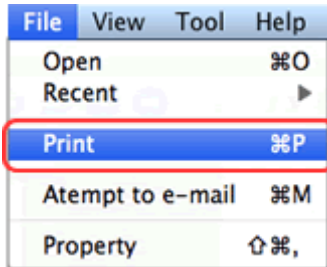 File View Tool Help
Open ⌘O
Recent ▶
Print ⌘P
Atempt to e-mail ⌘M
Property ⇧⌘,